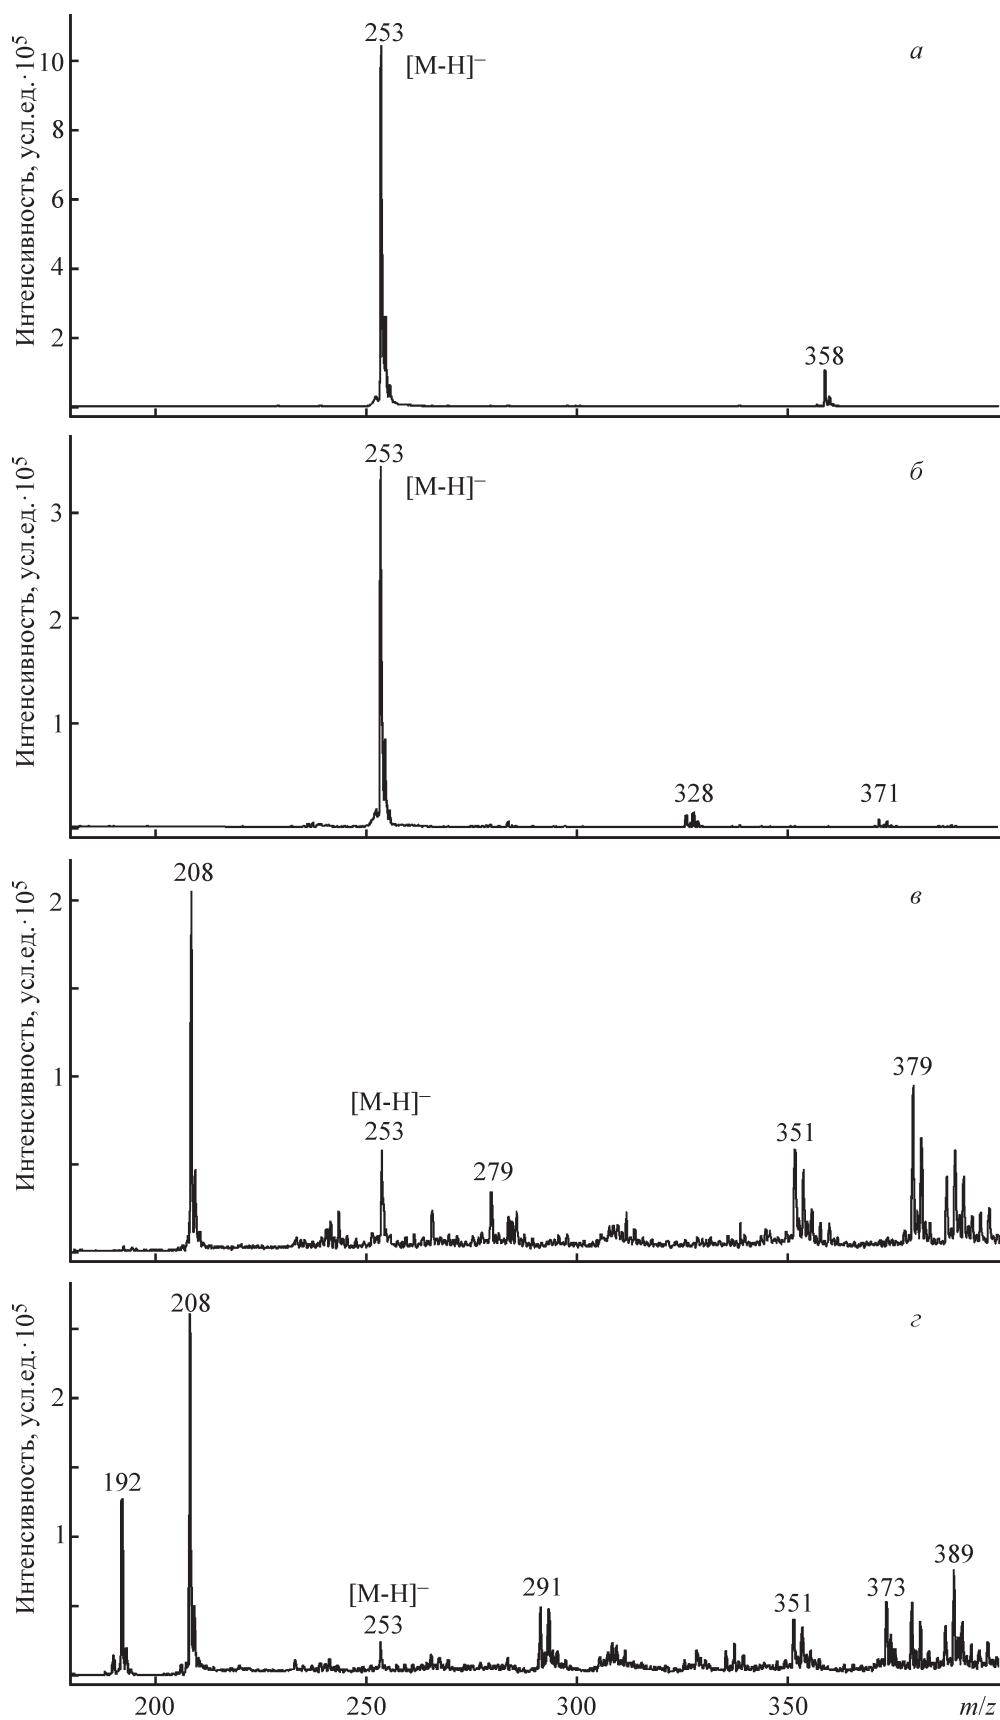 253
[M-H]⁻
а
10
8
6
4
2
358
Интенсивность, усл.ед.·10⁵
253
[M-H]⁻
б
3
2
1
328
371
Интенсивность, усл.ед.·10⁵
208
в
2
1
[M-H]⁻
253
279
351
379
Интенсивность, усл.ед.·10⁵
208
г
2
1
192
[M-H]⁻
253
291
351
373
389
Интенсивность, усл.ед.·10⁵
200 250 300 350 m/z